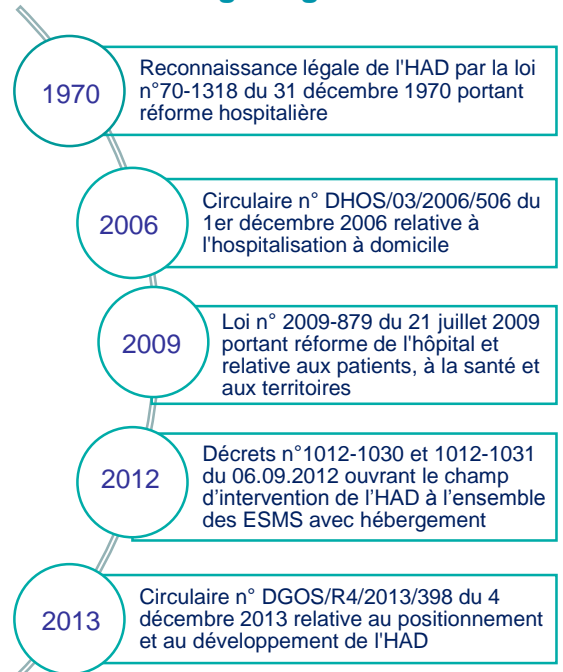 1970
Reconnaissance légale de l'HAD par la loi
n°70-1318 du 31 décembre 1970 portant
réforme hospitalière
2006
Circulaire n° DHOS/03/2006/506 du
1er décembre 2006 relative à
l'hospitalisation à domicile
2009
Loi n° 2009-879 du 21 juillet 2009
portant réforme de l'hôpital et
relative aux patients, à la santé et
aux territoires
2012
Décrets n°1012-1030 et 1012-1031
du 06.09.2012 ouvrant le champ
d’intervention de l’HAD à l’ensemble
des ESMS avec hébergement
2013
Circulaire n° DGOS/R4/2013/398 du 4
décembre 2013 relative au positionnement
et au développement de l'HAD